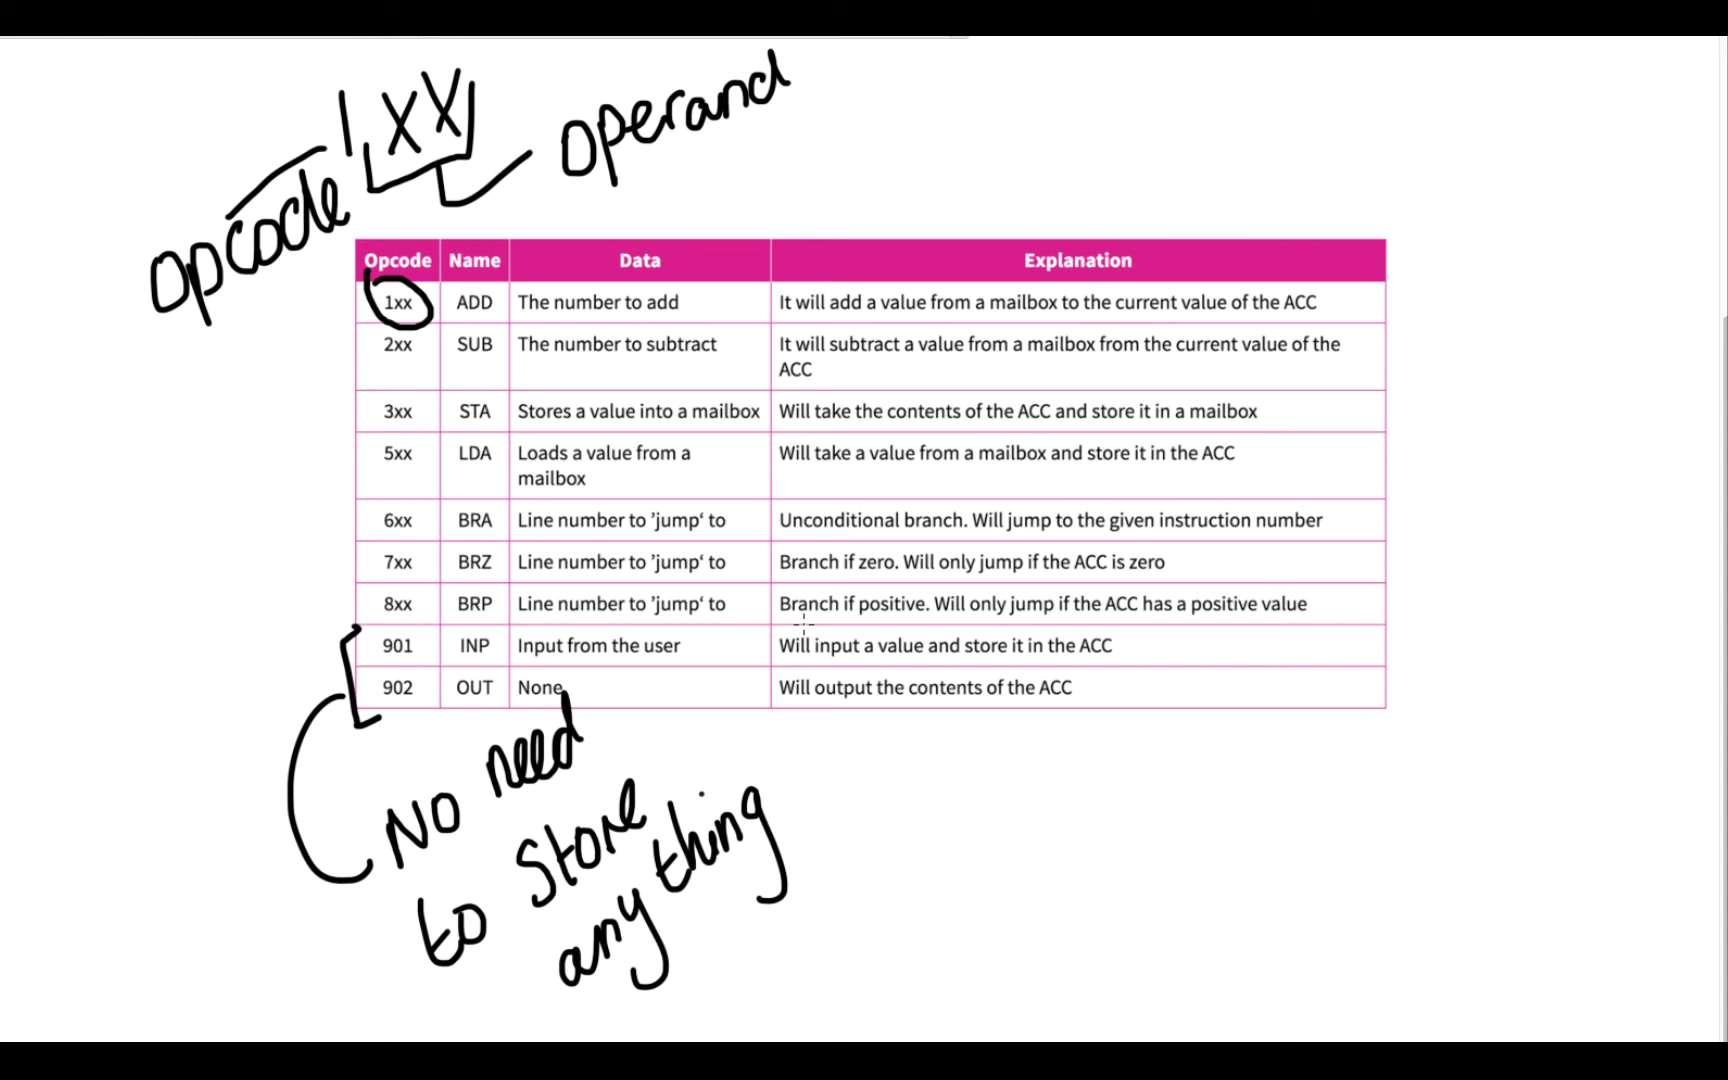 1xx
operand
opcode
Opcode Name Data Explanation
1xx ADD The number to add It will add a value from a mailbox to the current value of the ACC
2xx SUB The number to subtract It will subtract a value from a mailbox from the current value of the
ACC
3xx STA Stores a value into a mailbox Will take the contents of the ACC and store it in a mailbox
5xx LDA Loads a value from a Will take a value from a mailbox and store it in the ACC
mailbox
6xx BRA Line number to ’jump‘ to Unconditional branch. Will jump to the given instruction number
7xx BRZ Line number to ’jump‘ to Branch if zero. Will only jump if the ACC is zero
8xx BRP Line number to ’jump‘ to Branch if positive. Will only jump if the ACC has a positive value
901 INP Input from the user Will input a value and store it in the ACC
902 OUT None Will output the contents of the ACC
No need
to store
anything